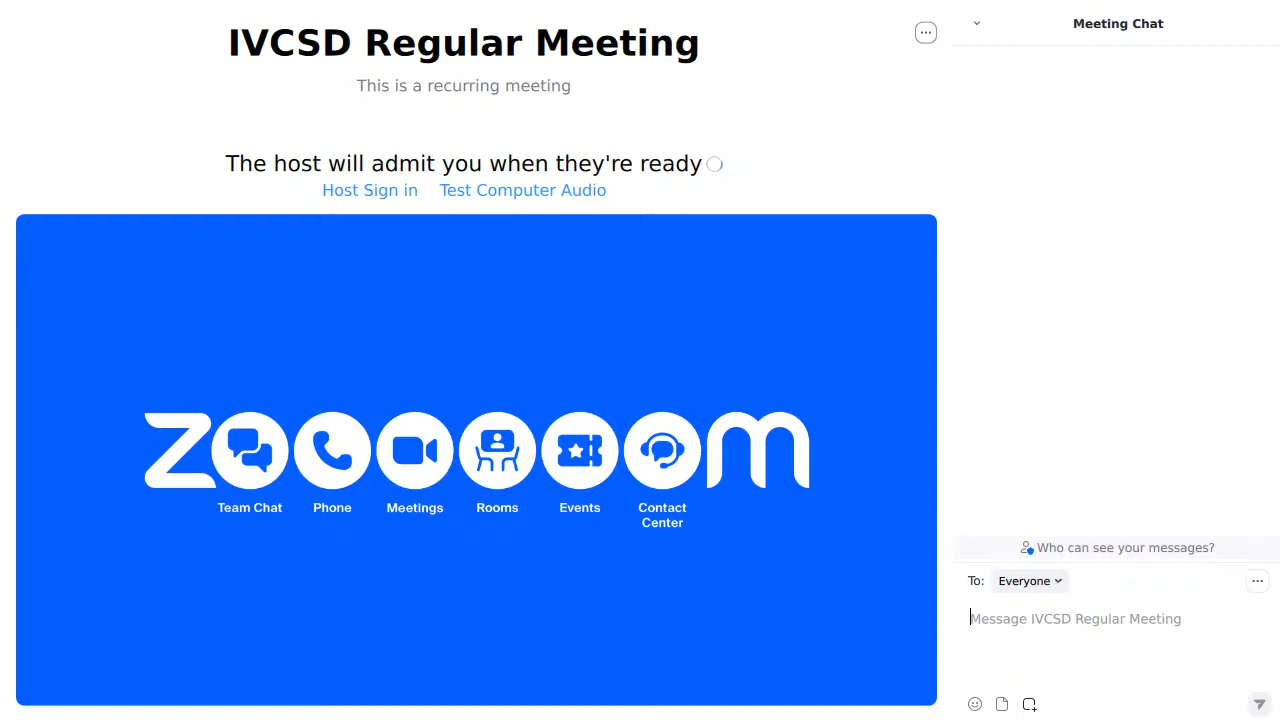 IVCSD Regular Meeting
This is a recurring meeting
The host will admit you when they're ready
Host Sign in Test Computer Audio
zoooooom
Team Chat Phone Meetings Rooms Events Contact Center
Meeting Chat
Who can see your messages?
To: Everyone
Message IVCSD Regular Meeting